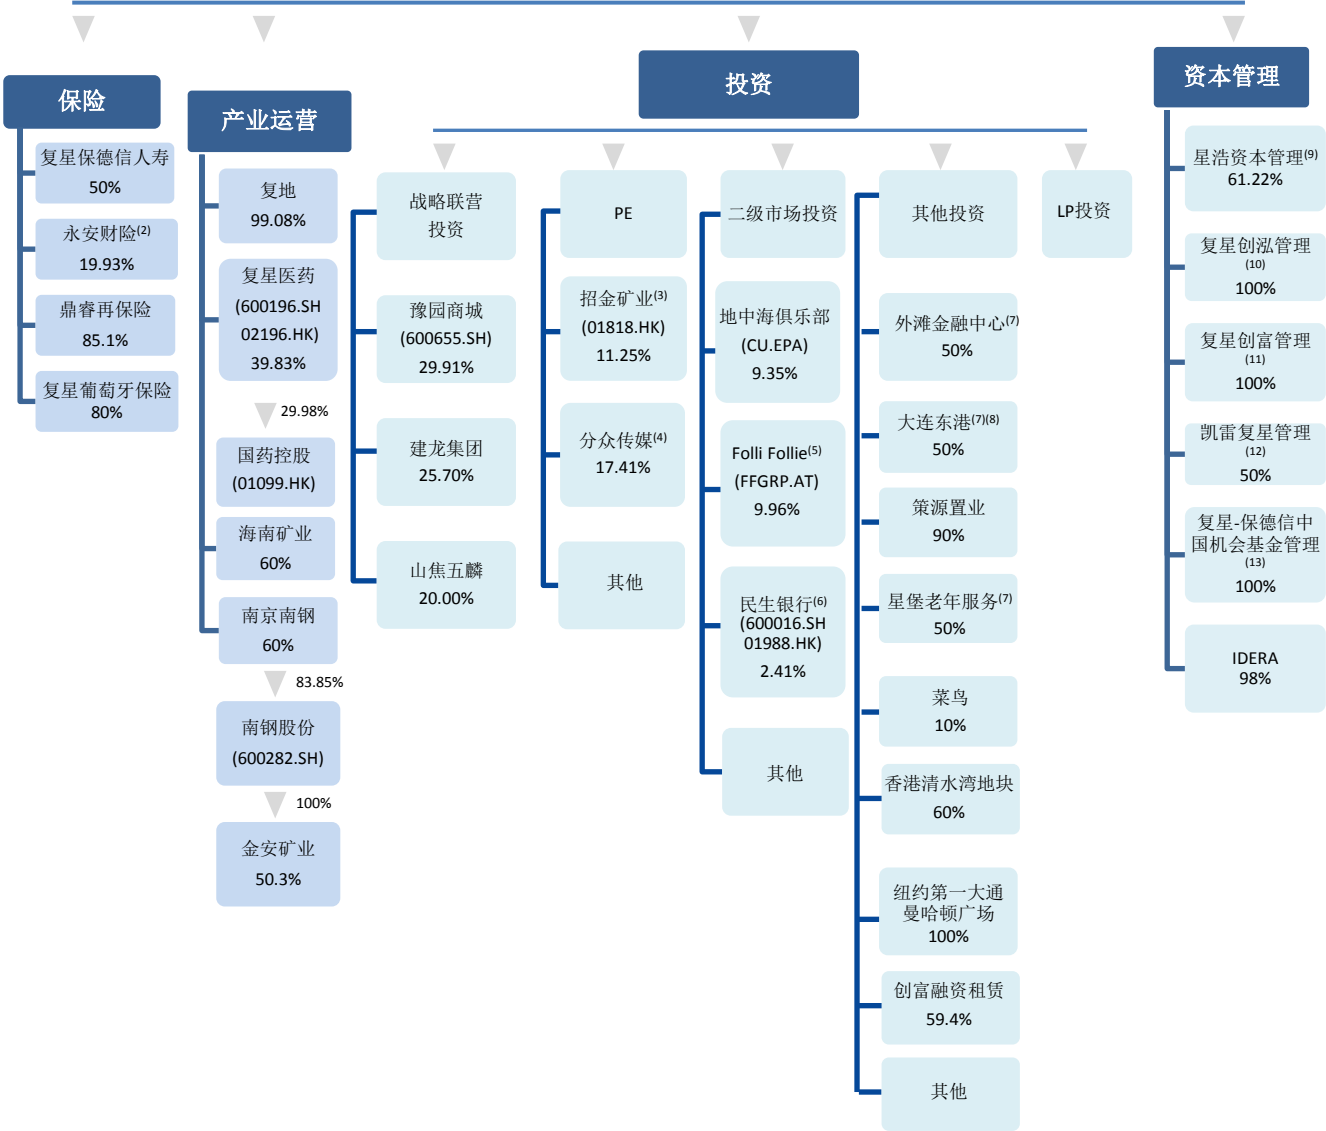 保险
复星保德信人寿
50%
永安财险(2)
19.93%
鼎睿再保险
85.1%
复星葡萄牙保险
80%
产业运营
复地
99.08%
复星医药
(600196.SH
02196.HK)
39.83%
29.98%
国药控股
(01099.HK)
海南矿业
60%
南京南钢
60%
83.85%
南钢股份
(600282.SH)
100%
金安矿业
50.3%
投资
战略联营
投资
豫园商城
(600655.SH)
29.91%
建龙集团
25.70%
山焦五麟
20.00%
PE
招金矿业(3)
(01818.HK)
11.25%
分众传媒(4)
17.41%
其他
二级市场投资
地中海俱乐部
(CU.EPA)
9.35%
Folli Follie(5)
(FFGRP.AT)
9.96%
民生银行(6)
(600016.SH
01988.HK)
2.41%
其他
其他投资
外滩金融中心(7)
50%
大连东港(7)(8)
50%
策源置业
90%
星堡老年服务(7)
50%
菜鸟
10%
香港清水湾地块
60%
纽约第一大通
曼哈顿广场
100%
创富融资租赁
59.4%
其他
LP投资
资本管理
星浩资本管理(9)
61.22%
复星创泓管理
(10)
100%
复星创富管理
(11)
100%
凯雷复星管理
(12)
50%
复星-保德信中
国机会基金管理
(13)
100%
IDERA
98%